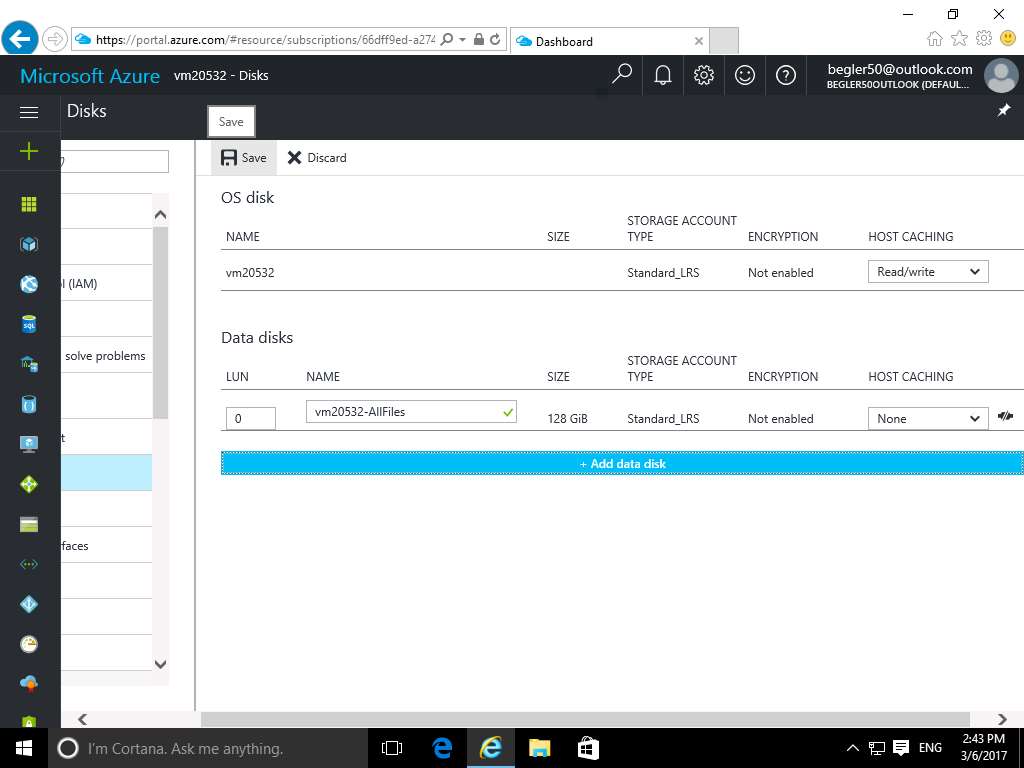 https://portal.azure.com/#resource/subscriptions/66dff9ed-a274
Dashboard
Microsoft Azure
vm20532 - Disks
begler50@outlook.com
BEGLER50OUTLOOK (DEFAUL...
Disks
Save
Save
Discard
OS disk
NAME
SIZE
STORAGE ACCOUNT TYPE
ENCRYPTION
HOST CACHING
vm20532
Standard_LRS
Not enabled
Read/write
(IAM)
solve problems
faces
Data disks
LUN
NAME
SIZE
STORAGE ACCOUNT TYPE
ENCRYPTION
HOST CACHING
0
vm20532-AllFiles
128 GiB
Standard_LRS
Not enabled
None
+ Add data disk
SQL
I'm Cortana. Ask me anything.
ENG
2:43 PM
3/6/2017